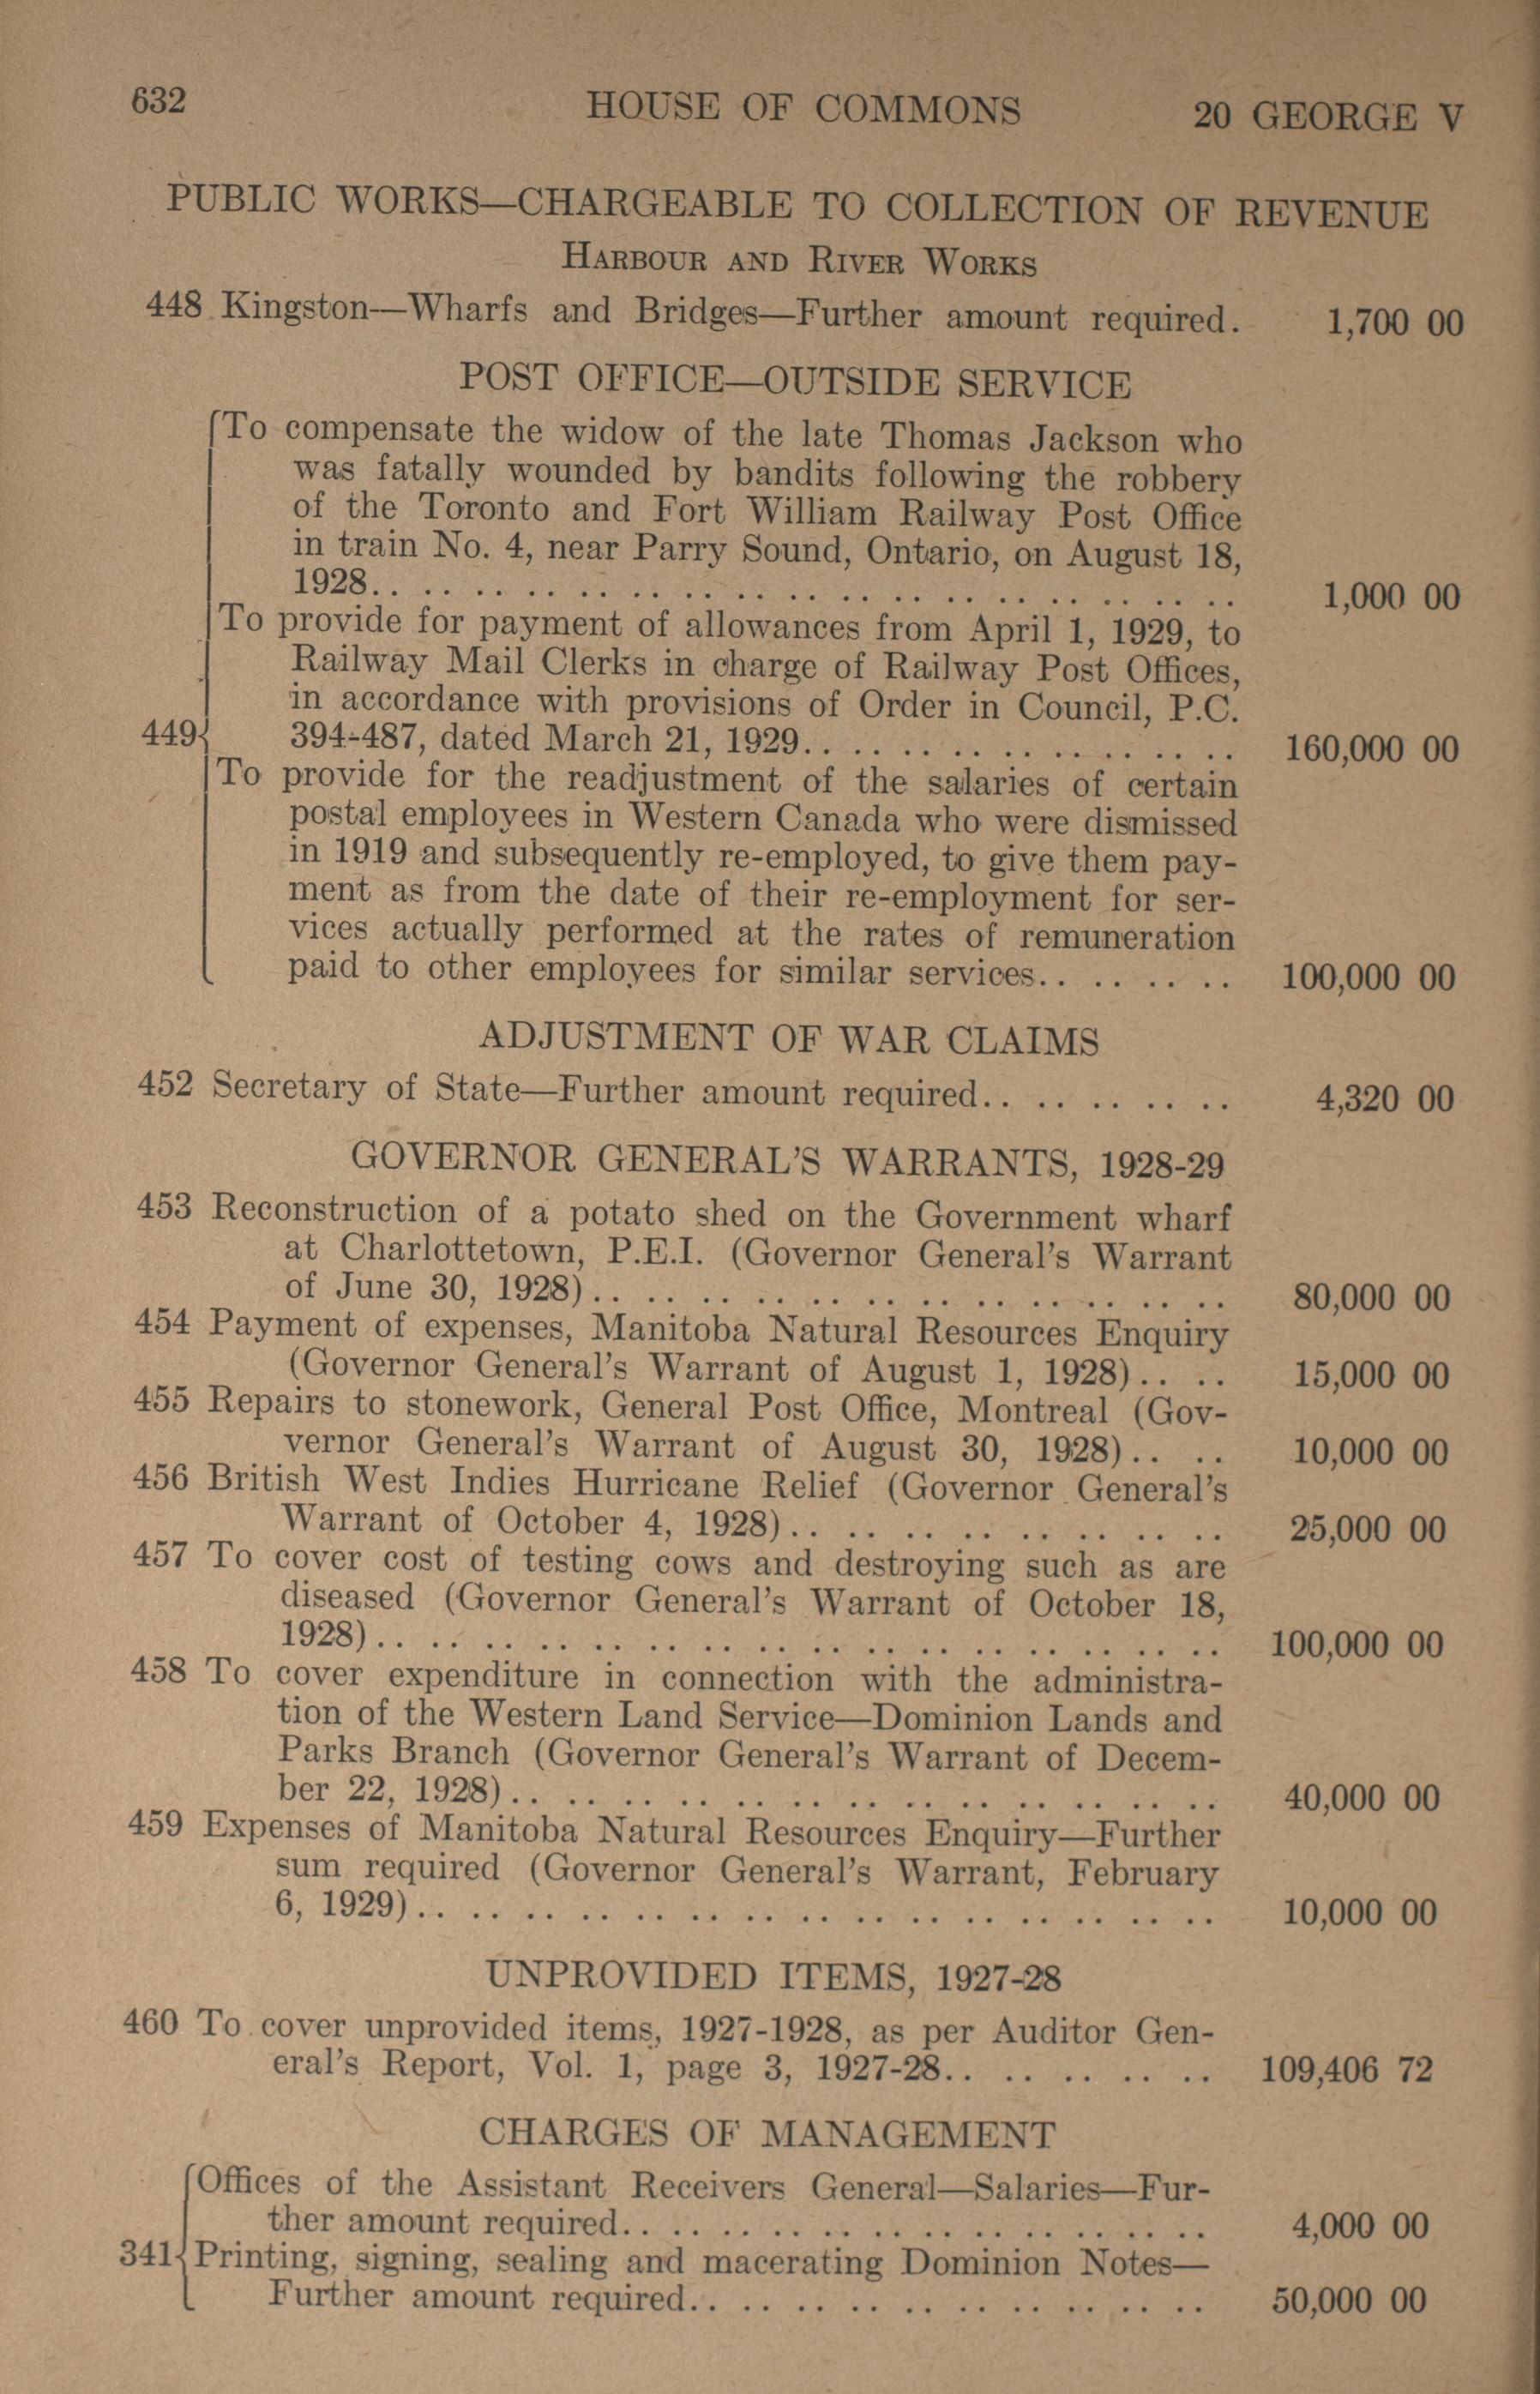 632 HOUSE OF COMMONS 20 GEORGE V
PUBLIC WORKS—CHARGEABLE TO COLLECTION OF REVENUE
HARBOUR AND RIVER WORKS
448 Kingston—Wharfs and Bridges—Further amount required. 1,700 00
POST OFFICE—OUTSIDE SERVICE
To compensate the widow of the late Thomas Jackson who
was fatally wounded by bandits following the robbery
of the Toronto and Fort William Railway Post Office
in train No. 4, near Parry Sound, Ontario, on August 18,
1928.. .. .. .. .. .. .. .. .. .. .. .. .. .. .. .. .. 1,000 00
To provide for payment of allowances from April 1, 1929, to
Railway Mail Clerks in charge of Railway Post Offices,
in accordance with provisions of Order in Council, P.C.
449 394-487, dated March 21, 1929.. .. .. .. .. .. .. .. .. 160,000 00
To provide for the readjustment of the salaries of certain
postal employees in Western Canada who were dismissed
in 1919 and subsequently re-employed, to give them pay-
ment as from the date of their re-employment for ser-
vices actually performed at the rates of remuneration
paid to other employees for similar services.. .. .. .. 100,000 00
ADJUSTMENT OF WAR CLAIMS
452 Secretary of State—Further amount required.. .. .. .. .. 4,320 00
GOVERNOR GENERAL'S WARRANTS, 1928-29
453 Reconstruction of a potato shed on the Government wharf
at Charlottetown, P.E.I. (Governor General's Warrant
of June 30, 1928).. .. .. .. .. .. .. .. .. .. .. .. 80,000 00
454 Payment of expenses, Manitoba Natural Resources Enquiry
(Governor General's Warrant of August 1, 1928).. .. 15,000 00
455 Repairs to stonework, General Post Office, Montreal (Gov-
vernor General's Warrant of August 30, 1928).. .. 10,000 00
456 British West Indies Hurricane Relief (Governor General's
Warrant of October 4, 1928).. .. .. .. .. .. .. .. 25,000 00
457 To cover cost of testing cows and destroying such as are
diseased (Governor General's Warrant of October 18,
1928).. .. .. .. .. .. .. .. .. .. .. .. .. .. .. .. 100,000 00
458 To cover expenditure in connection with the administra-
tion of the Western Land Service—Dominion Lands and
Parks Branch (Governor General's Warrant of Decem-
ber 22, 1928).. .. .. .. .. .. .. .. .. .. .. .. .. 40,000 00
459 Expenses of Manitoba Natural Resources Enquiry—Further
sum required (Governor General's Warrant, February
6, 1929).. .. .. .. .. .. .. .. .. .. .. .. .. .. .. 10,000 00
UNPROVIDED ITEMS, 1927-28
460 To cover unprovided items, 1927-1928, as per Auditor Gen-
eral's Report, Vol. 1, page 3, 1927-28.. .. .. .. .. 109,406 72
CHARGES OF MANAGEMENT
Offices of the Assistant Receivers General—Salaries—Fur-
ther amount required.. .. .. .. .. .. .. .. .. .. .. .. 4,000 00
341 Printing, signing, sealing and macerating Dominion Notes—
Further amount required.. .. .. .. .. .. .. .. .. .. 50,000 00